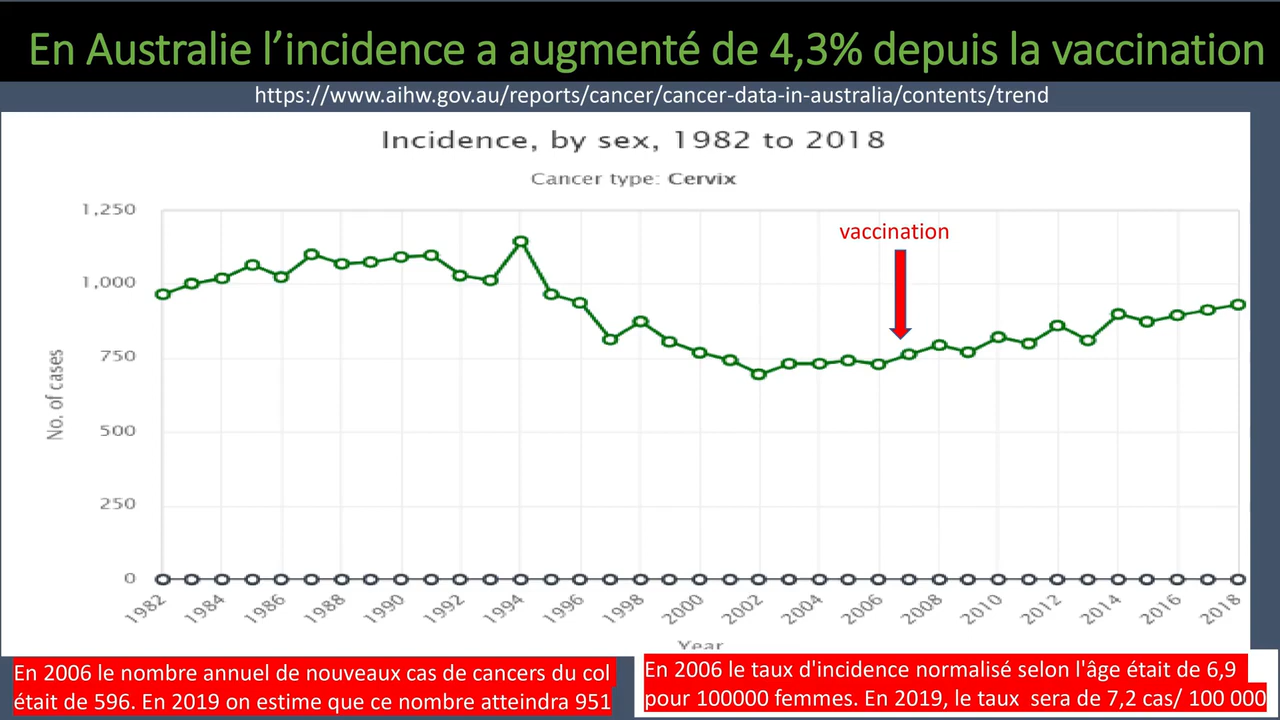 En Australie l’incidence a augmenté de 4,3% depuis la vaccination
https://www.aihw.gov.au/reports/cancer/cancer-data-in-australia/contents/trend
Incidence, by sex, 1982 to 2018
Cancer type: Cervix
vaccination
No. of cases
1,250
1,000
750
500
250
0
1982
1984
1986
1988
1990
1992
1994
1996
1998
2000
2002
2004
2006
2008
2010
2012
2014
2016
2018
Year
En 2006 le nombre annuel de nouveaux cas de cancers du col
était de 596. En 2019 on estime que ce nombre atteindra 951
En 2006 le taux d'incidence normalisé selon l'âge était de 6,9
pour 100000 femmes. En 2019, le taux sera de 7,2 cas/ 100 000